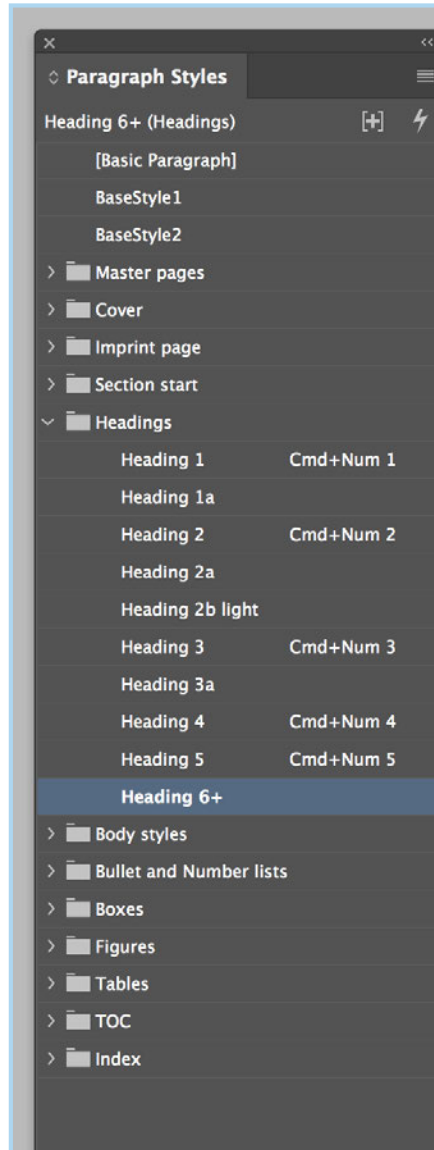 Paragraph Styles
Heading 6+ (Headings)
[Basic Paragraph]
BaseStyle1
BaseStyle2
Master pages
Cover
Imprint page
Section start
Headings
Heading 1 Cmd+Num 1
Heading 1a
Heading 2 Cmd+Num 2
Heading 2a
Heading 2b light
Heading 3 Cmd+Num 3
Heading 3a
Heading 4 Cmd+Num 4
Heading 5 Cmd+Num 5
Heading 6+
Body styles
Bullet and Number lists
Boxes
Figures
Tables
TOC
Index